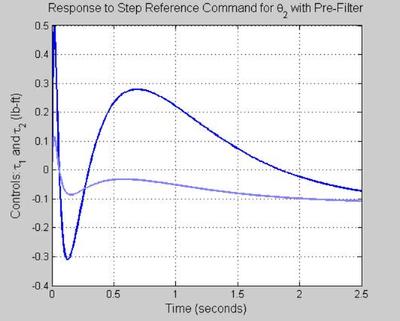 Response to Step Reference Command for θ2 with Pre-Filter
Controls: τ1 and τ2 (lb-ft)
0.5
0.4
0.3
0.2
0.1
0
-0.1
-0.2
-0.3
-0.4
0 0.5 1 1.5 2 2.5
Time (seconds)